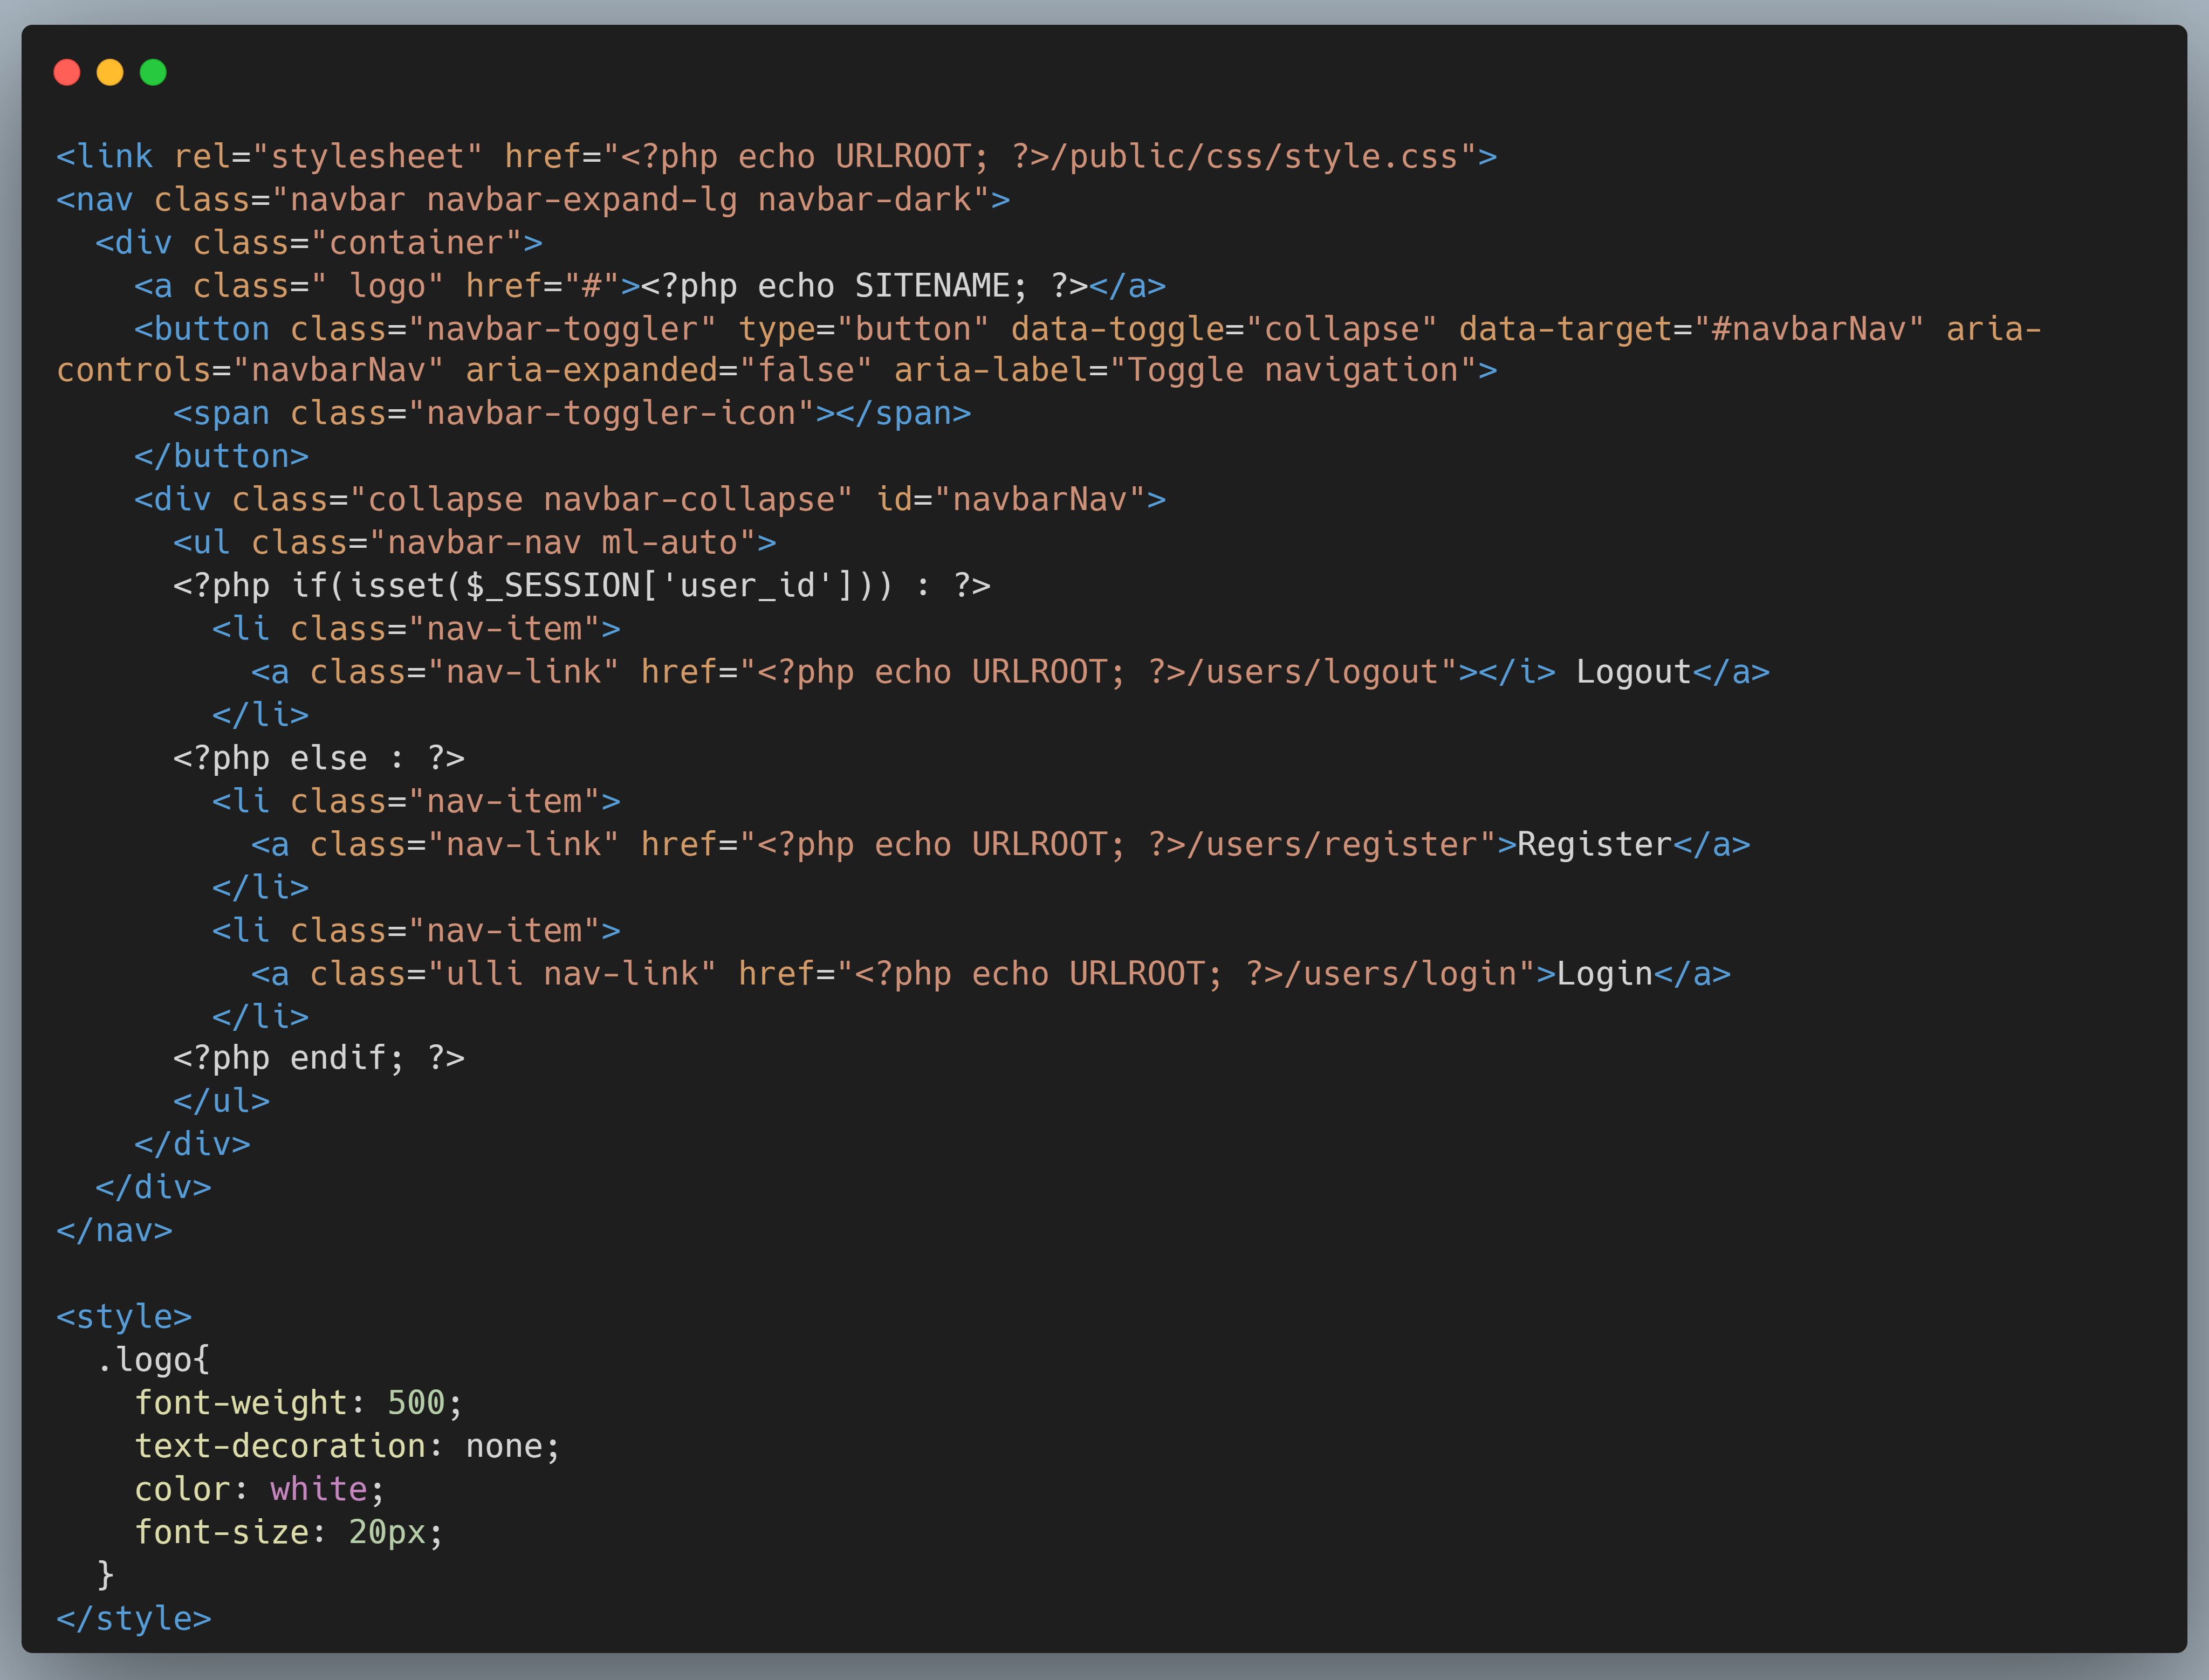 <link rel="stylesheet" href="<?php echo URLROOT; ?>/public/css/style.css">
<nav class="navbar navbar-expand-lg navbar-dark">
  <div class="container">
    <a class=" logo" href="#"><?php echo SITENAME; ?></a>
    <button class="navbar-toggler" type="button" data-toggle="collapse" data-target="#navbarNav" aria-
controls="navbarNav" aria-expanded="false" aria-label="Toggle navigation">
      <span class="navbar-toggler-icon"></span>
    </button>
    <div class="collapse navbar-collapse" id="navbarNav">
      <ul class="navbar-nav ml-auto">
      <?php if(isset($_SESSION['user_id'])) : ?>
        <li class="nav-item">
          <a class="nav-link" href="<?php echo URLROOT; ?>/users/logout"></i> Logout</a>
        </li>
      <?php else : ?>
        <li class="nav-item">
          <a class="nav-link" href="<?php echo URLROOT; ?>/users/register">Register</a>
        </li>
        <li class="nav-item">
          <a class="ulli nav-link" href="<?php echo URLROOT; ?>/users/login">Login</a>
        </li>
      <?php endif; ?>
      </ul>
    </div>
  </div>
</nav>

<style>
  .logo{
    font-weight: 500;
    text-decoration: none;
    color: white;
    font-size: 20px;
  }
</style>